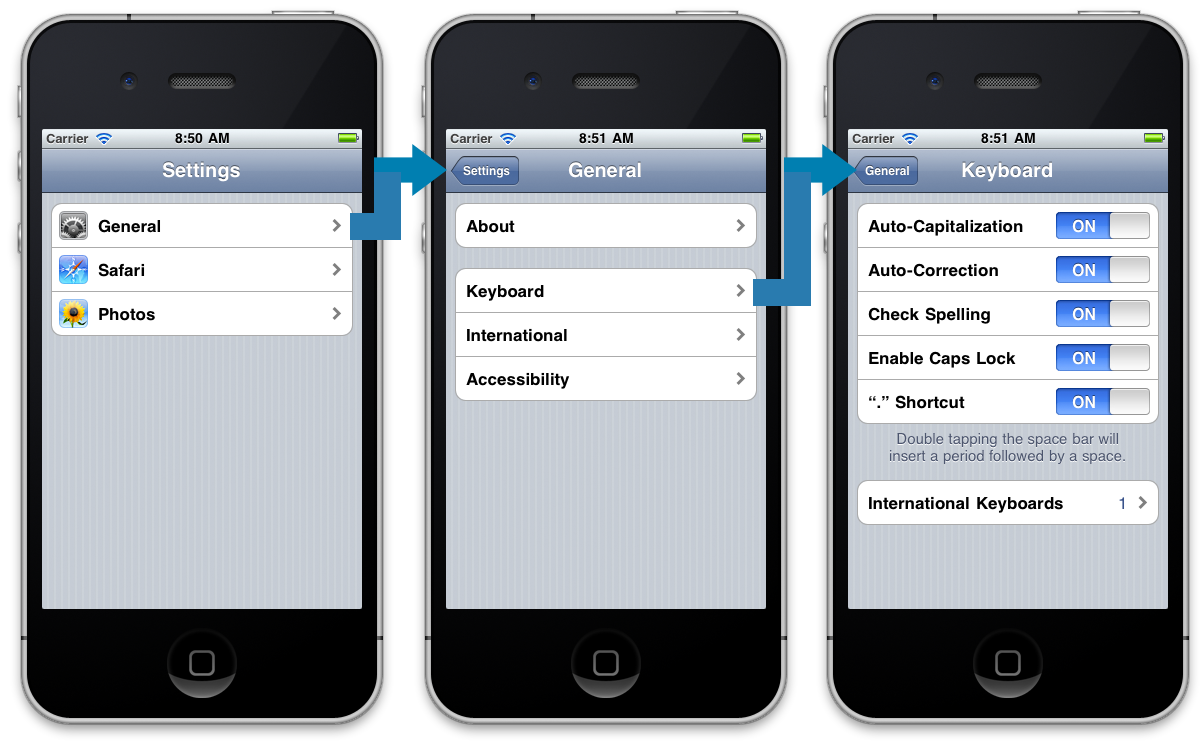 Carrier 8:50 AM
Settings
General
Safari
Photos
Carrier 8:51 AM
Settings General
About
Keyboard
International
Accessibility
Carrier 8:51 AM
General Keyboard
Auto-Capitalization ON
Auto-Correction ON
Check Spelling ON
Enable Caps Lock ON
“.” Shortcut ON
Double tapping the space bar will
insert a period followed by a space.
International Keyboards 1